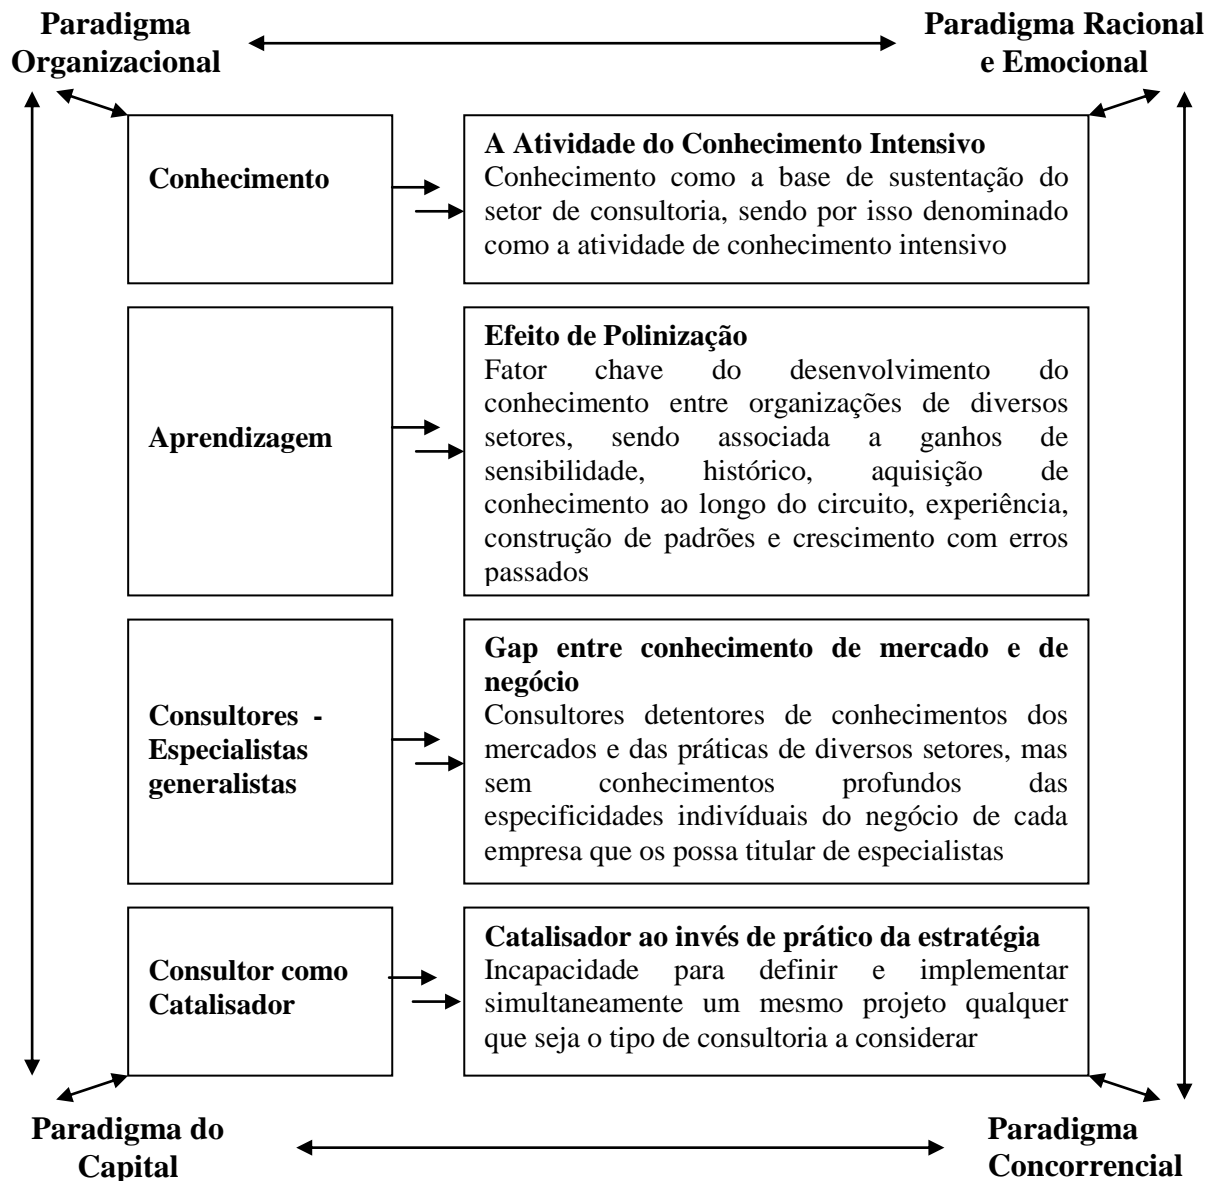 Paradigma
Organizacional
Paradigma Racional
e Emocional
Conhecimento
A Atividade do Conhecimento Intensivo
Conhecimento como a base de sustentação do
setor de consultoria, sendo por isso denominado
como a atividade de conhecimento intensivo
Aprendizagem
Efeito de Polinização
Fator chave do desenvolvimento do
conhecimento entre organizações de diversos
setores, sendo associada a ganhos de
sensibilidade, histórico, aquisição de
conhecimento ao longo do circuito, experiência,
construção de padrões e crescimento com erros
passados
Consultores -
Especialistas
generalistas
Gap entre conhecimento de mercado e de
negócio
Consultores detentores de conhecimentos dos
mercados e das práticas de diversos setores, mas
sem conhecimentos profundos das
especificidades indivíduais do negócio de cada
empresa que os possa titular de especialistas
Consultor como
Catalisador
Catalisador ao invés de prático da estratégia
Incapacidade para definir e implementar
simultaneamente um mesmo projeto qualquer
que seja o tipo de consultoria a considerar
Paradigma do
Capital
Paradigma
Concorrencial